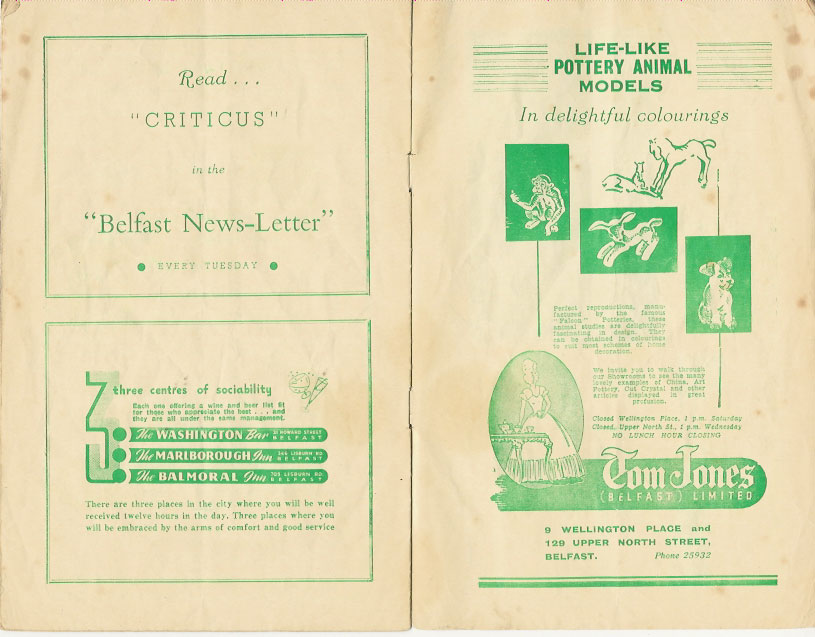 Read . . .
"CRITICUS"
in the
"Belfast News-Letter"
● EVERY TUESDAY ●
3
three centres of sociability
Each one offering a wine and beer list fit
for those who appreciate the best . . . and
they are all under the same management.
The WASHINGTON Bar HOWARD STREET BELFAST
The MARLBOROUGH Inn LISBURN RD BELFAST
The BALMORAL Inn 703 LISBURN RD BELFAST
There are three places in the city where you will be well
received twelve hours in the day. Three places where you
will be embraced by the arms of comfort and good service
LIFE-LIKE
POTTERY ANIMAL
MODELS
In delightful colourings
Perfect reproductions, manu-
factured by the famous
"Falcon" Potteries, these
animal studies are delightfully
fascinating in design. They
can be obtained in colourings
to suit most schemes of home
decoration.
We invite you to walk through
our Showrooms to see the many
lovely examples of China, Art
Pottery, Cut Crystal and other
articles displayed in great
profusion.
Closed Wellington Place, 1 p.m. Saturday
Closed, Upper North St., 1 p.m. Wednesday
NO LUNCH HOUR CLOSING
Tom Jones
(BELFAST) LIMITED
9 WELLINGTON PLACE and
129 UPPER NORTH STREET,
BELFAST. Phone 25932